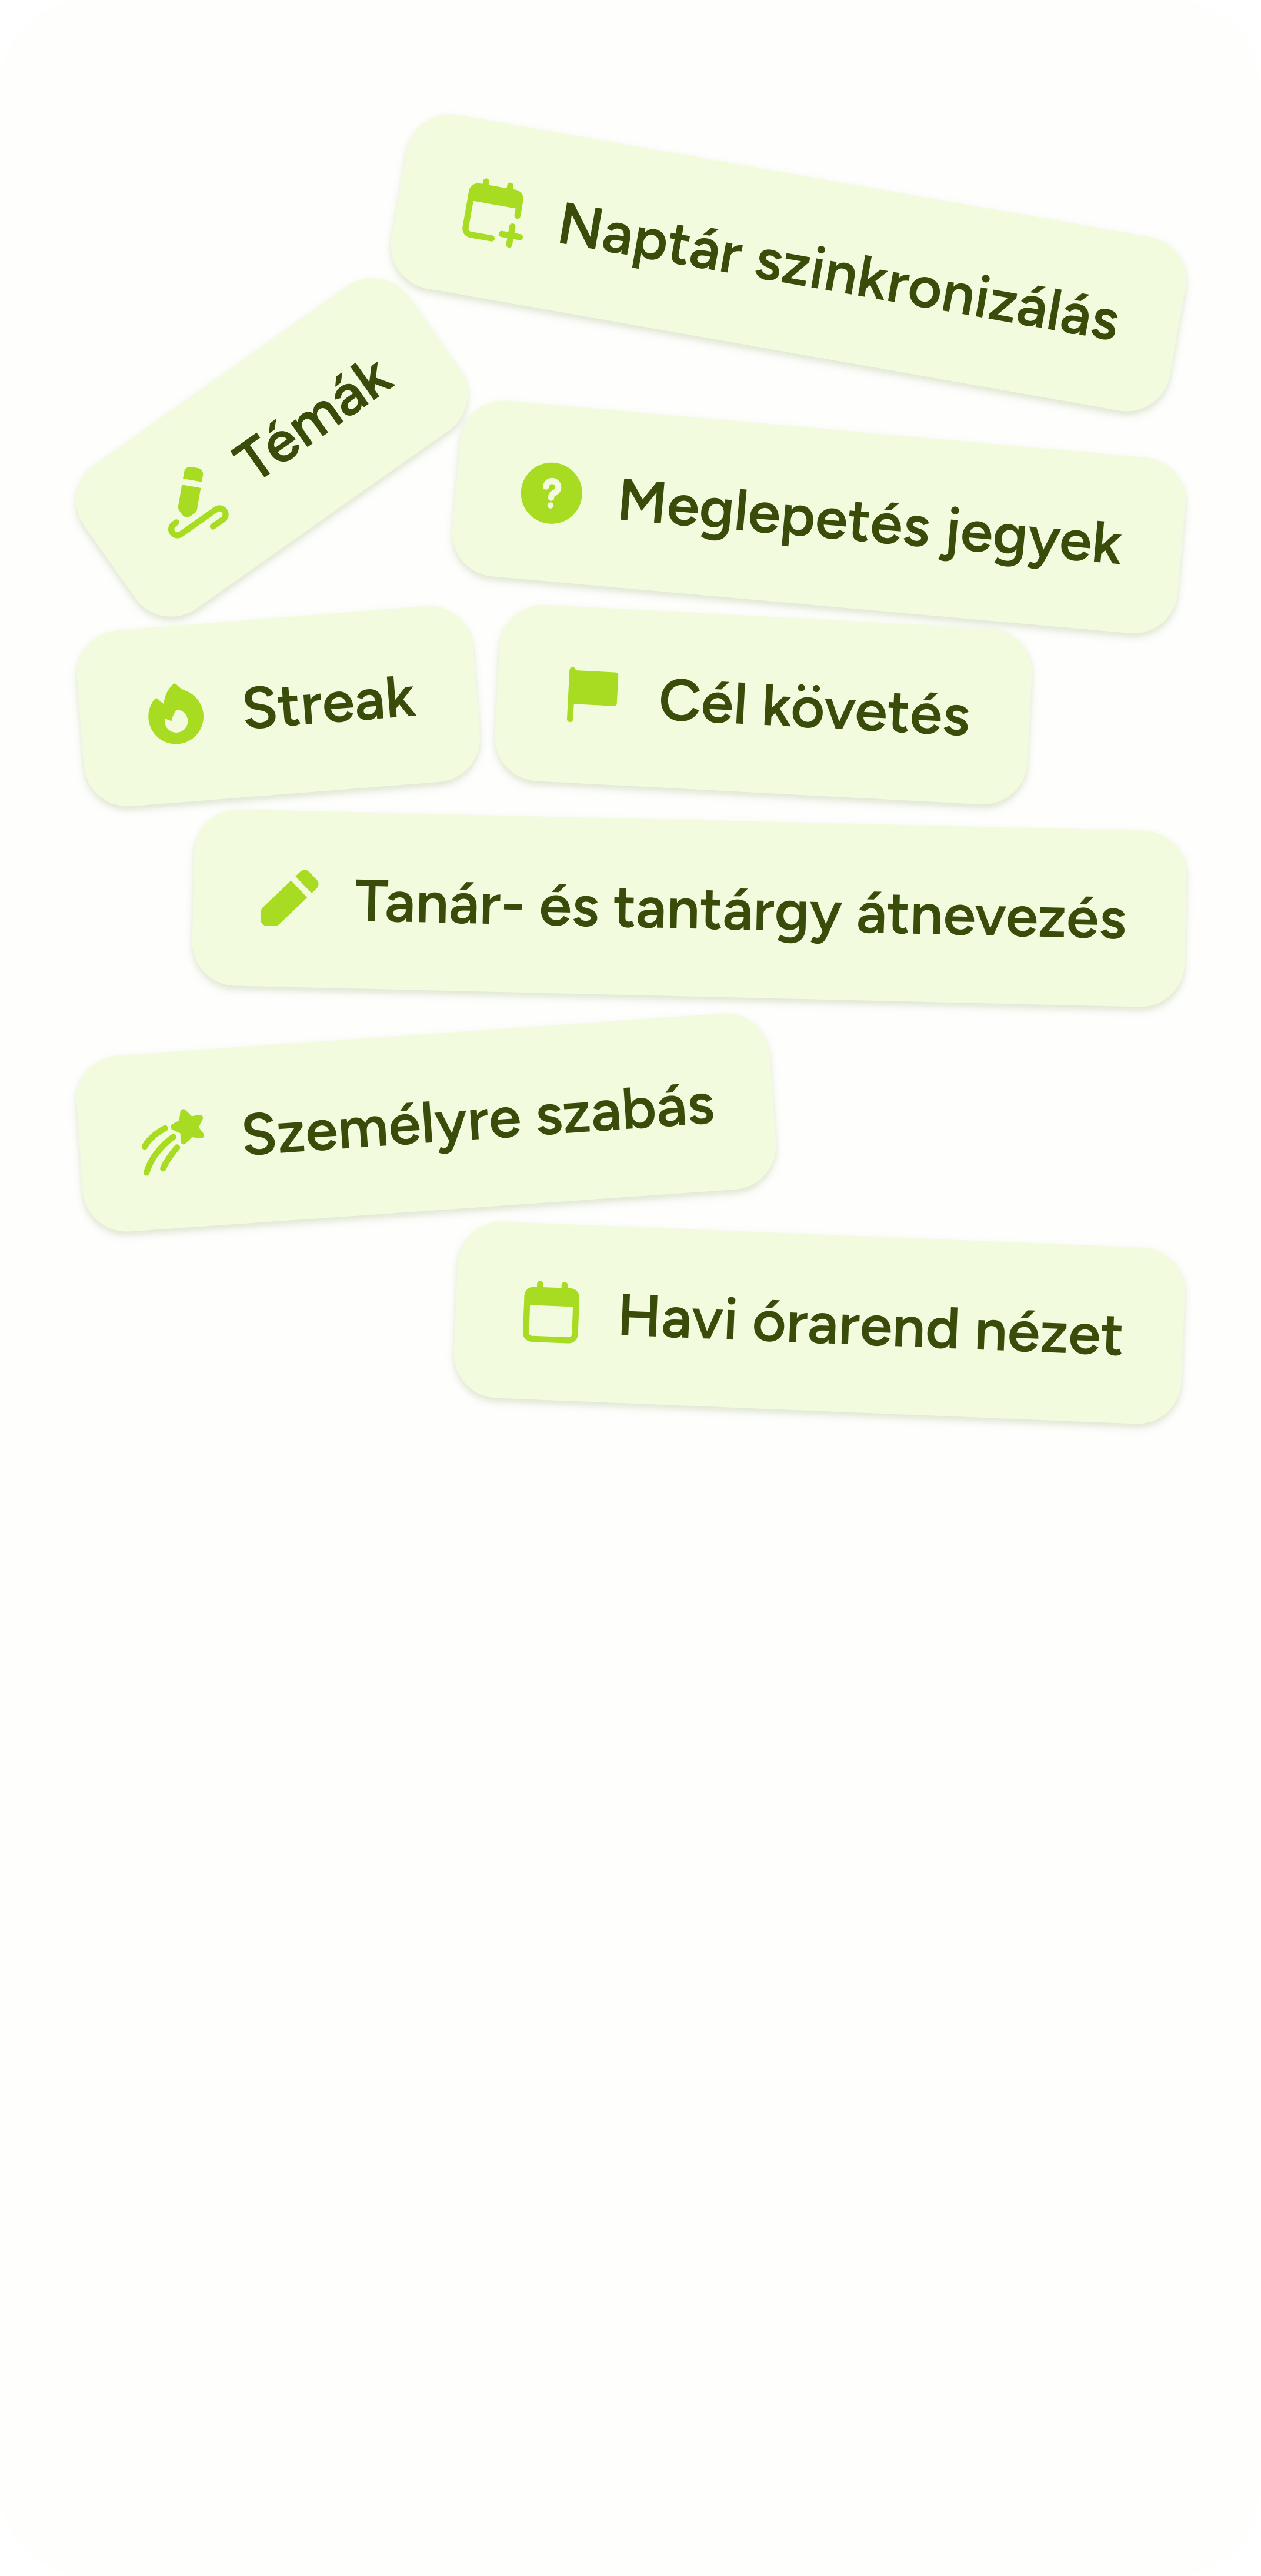 Naptár szinkronizálás
Témák
Meglepetés jegyek
Streak
Cél követés
Tanár- és tantárgy átnevezés
Személyre szabás
Havi órarend nézet